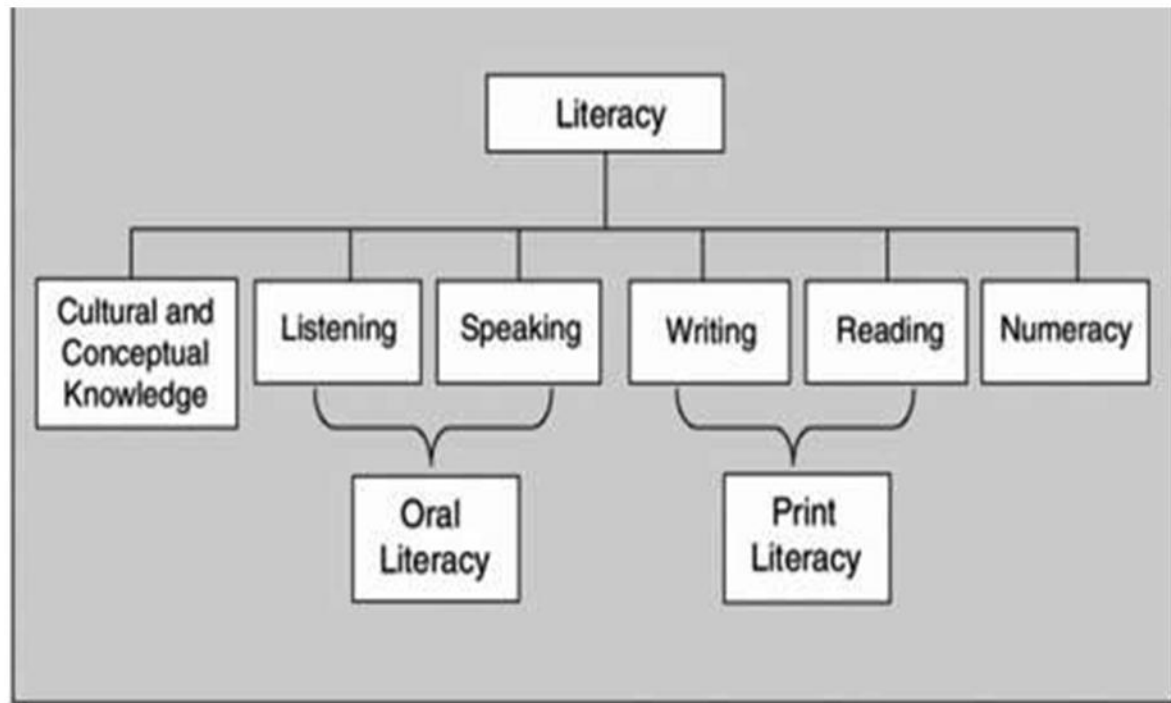 Literacy
Cultural and
Conceptual
Knowledge
Listening
Speaking
Writing
Reading
Numeracy
Oral
Literacy
Print
Literacy